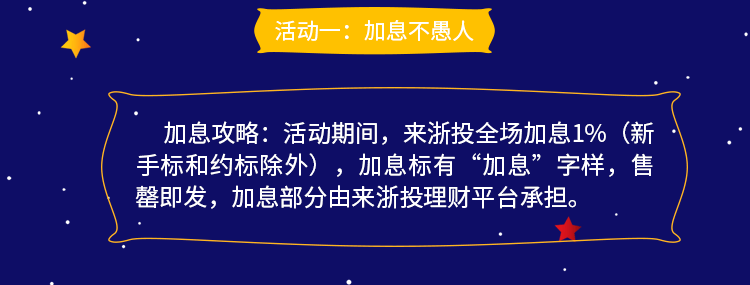 活动一：加息不愚人
加息攻略：活动期间，来浙投全场加息1%（新
手标和约标除外），加息标有“加息”字样，售
罄即发，加息部分由来浙投理财平台承担。